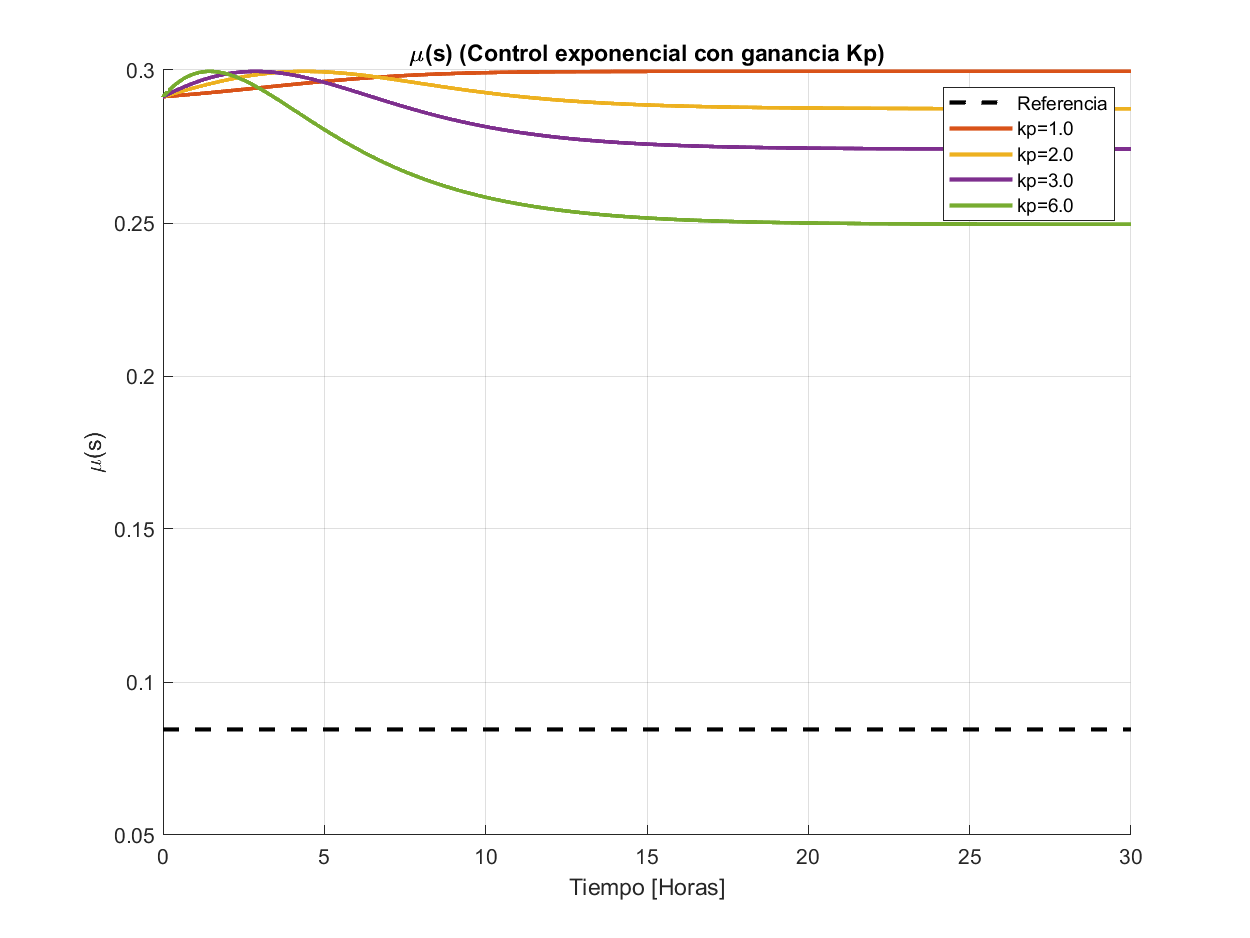 μ(s) (Control exponencial con ganancia Kp)
0.3
0.25
0.2
0.15
0.1
0.05
μ(s)
Referencia
kp=1.0
kp=2.0
kp=3.0
kp=6.0
0 5 10 15 20 25 30
Tiempo [Horas]